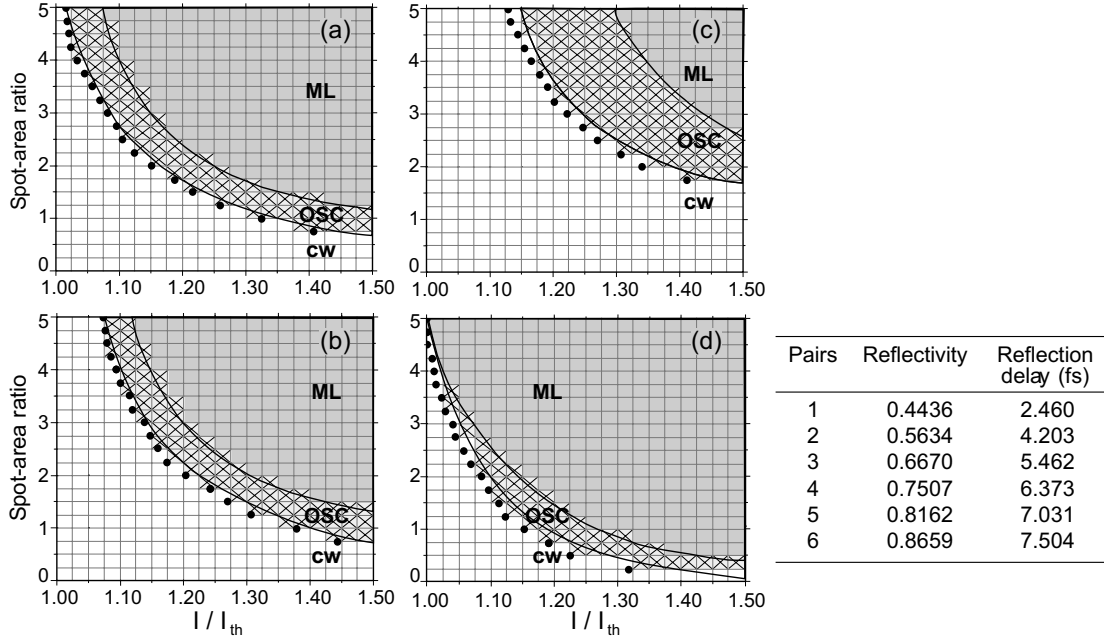 5
4
3
2
1
0
Spot-area ratio
(a)
ML
OSC
cw
1.00 1.10 1.20 1.30 1.40 1.50
5
4
3
2
1
0
(c)
ML
OSC
cw
1.00 1.10 1.20 1.30 1.40 1.50
5
4
3
2
1
0
Spot-area ratio
(b)
ML
OSC
cw
1.00 1.10 1.20 1.30 1.40 1.50
I / Ith
5
4
3
2
1
0
(d)
ML
OSC
cw
1.00 1.10 1.20 1.30 1.40 1.50
I / Ith
Pairs Reflectivity Reflection
delay (fs)
1 0.4436 2.460
2 0.5634 4.203
3 0.6670 5.462
4 0.7507 6.373
5 0.8162 7.031
6 0.8659 7.504